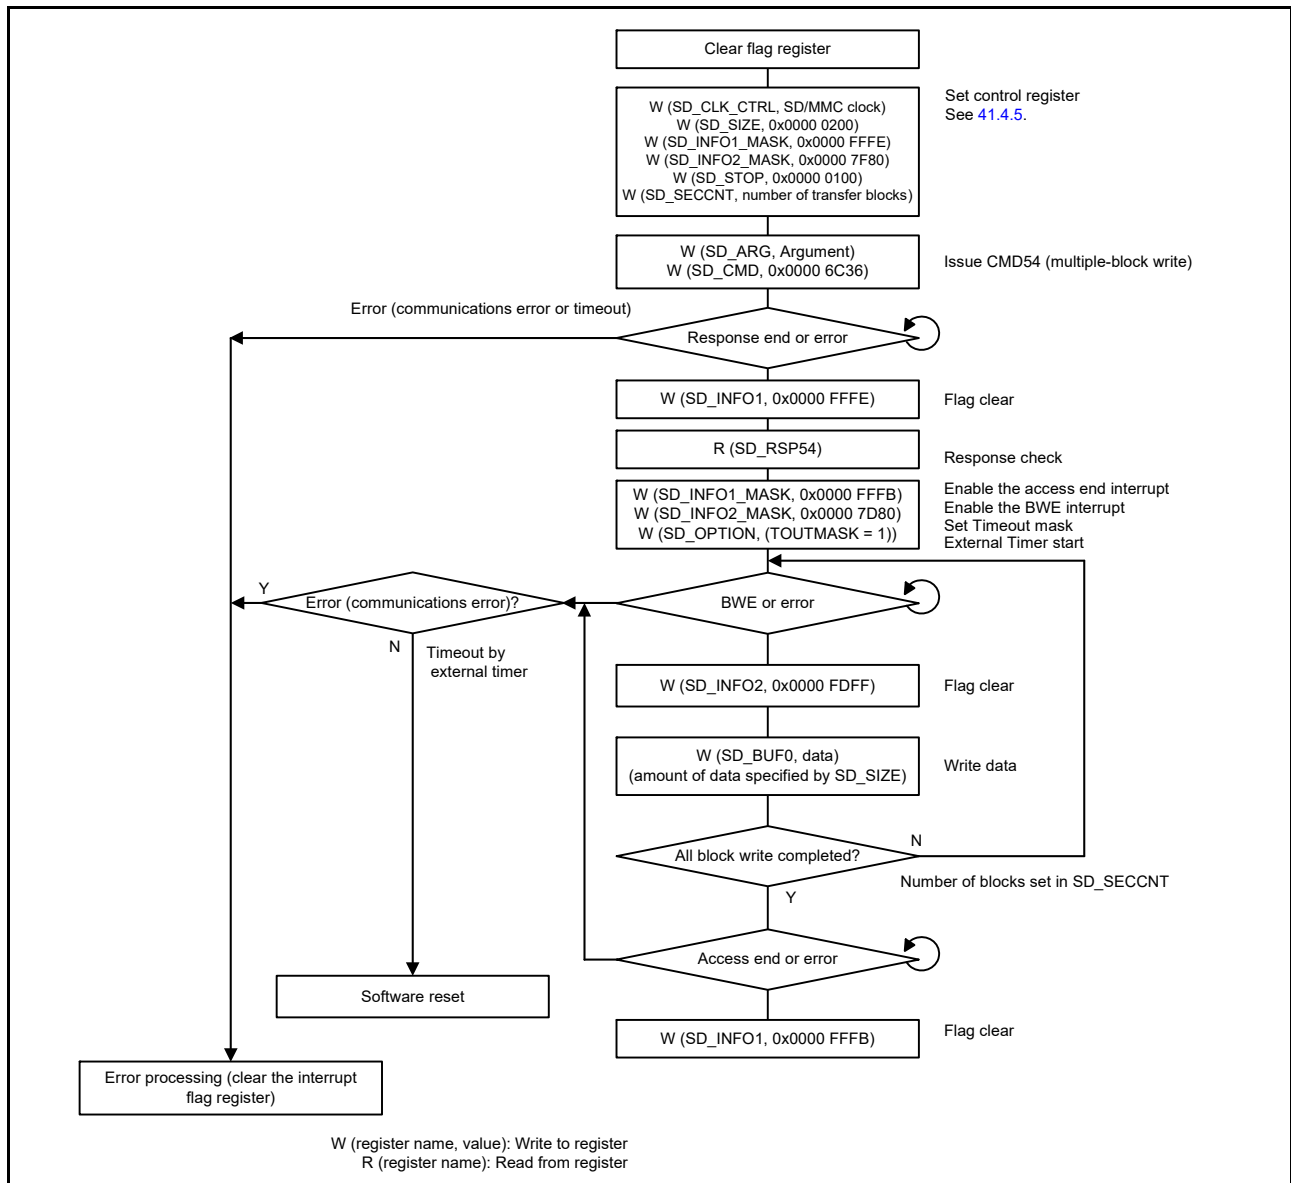 Clear flag register
W (SD_CLK_CTRL, SD/MMC clock)
W (SD_SIZE, 0x0000 0200)
W (SD_INFO1_MASK, 0x0000 FFFE)
W (SD_INFO2_MASK, 0x0000 7F80)
W (SD_STOP, 0x0000 0100)
W (SD_SECCNT, number of transfer blocks)
Set control register
See 41.4.5.
W (SD_ARG, Argument)
W (SD_CMD, 0x0000 6C36)
Issue CMD54 (multiple-block write)
Error (communications error or timeout)
Response end or error
W (SD_INFO1, 0x0000 FFFE)
Flag clear
R (SD_RSP54)
Response check
W (SD_INFO1_MASK, 0x0000 FFFB)
W (SD_INFO2_MASK, 0x0000 7D80)
W (SD_OPTION, (TOUTMASK = 1))
Enable the access end interrupt
Enable the BWE interrupt
Set Timeout mask
External Timer start
Y
Error (communications error)?
BWE or error
N
Timeout by
external timer
W (SD_INFO2, 0x0000 FDFF)
Flag clear
W (SD_BUF0, data)
(amount of data specified by SD_SIZE)
Write data
All block write completed?
N
Number of blocks set in SD_SECCNT
Y
Access end or error
Software reset
W (SD_INFO1, 0x0000 FFFB)
Flag clear
Error processing (clear the interrupt
flag register)
W (register name, value): Write to register
R (register name): Read from register